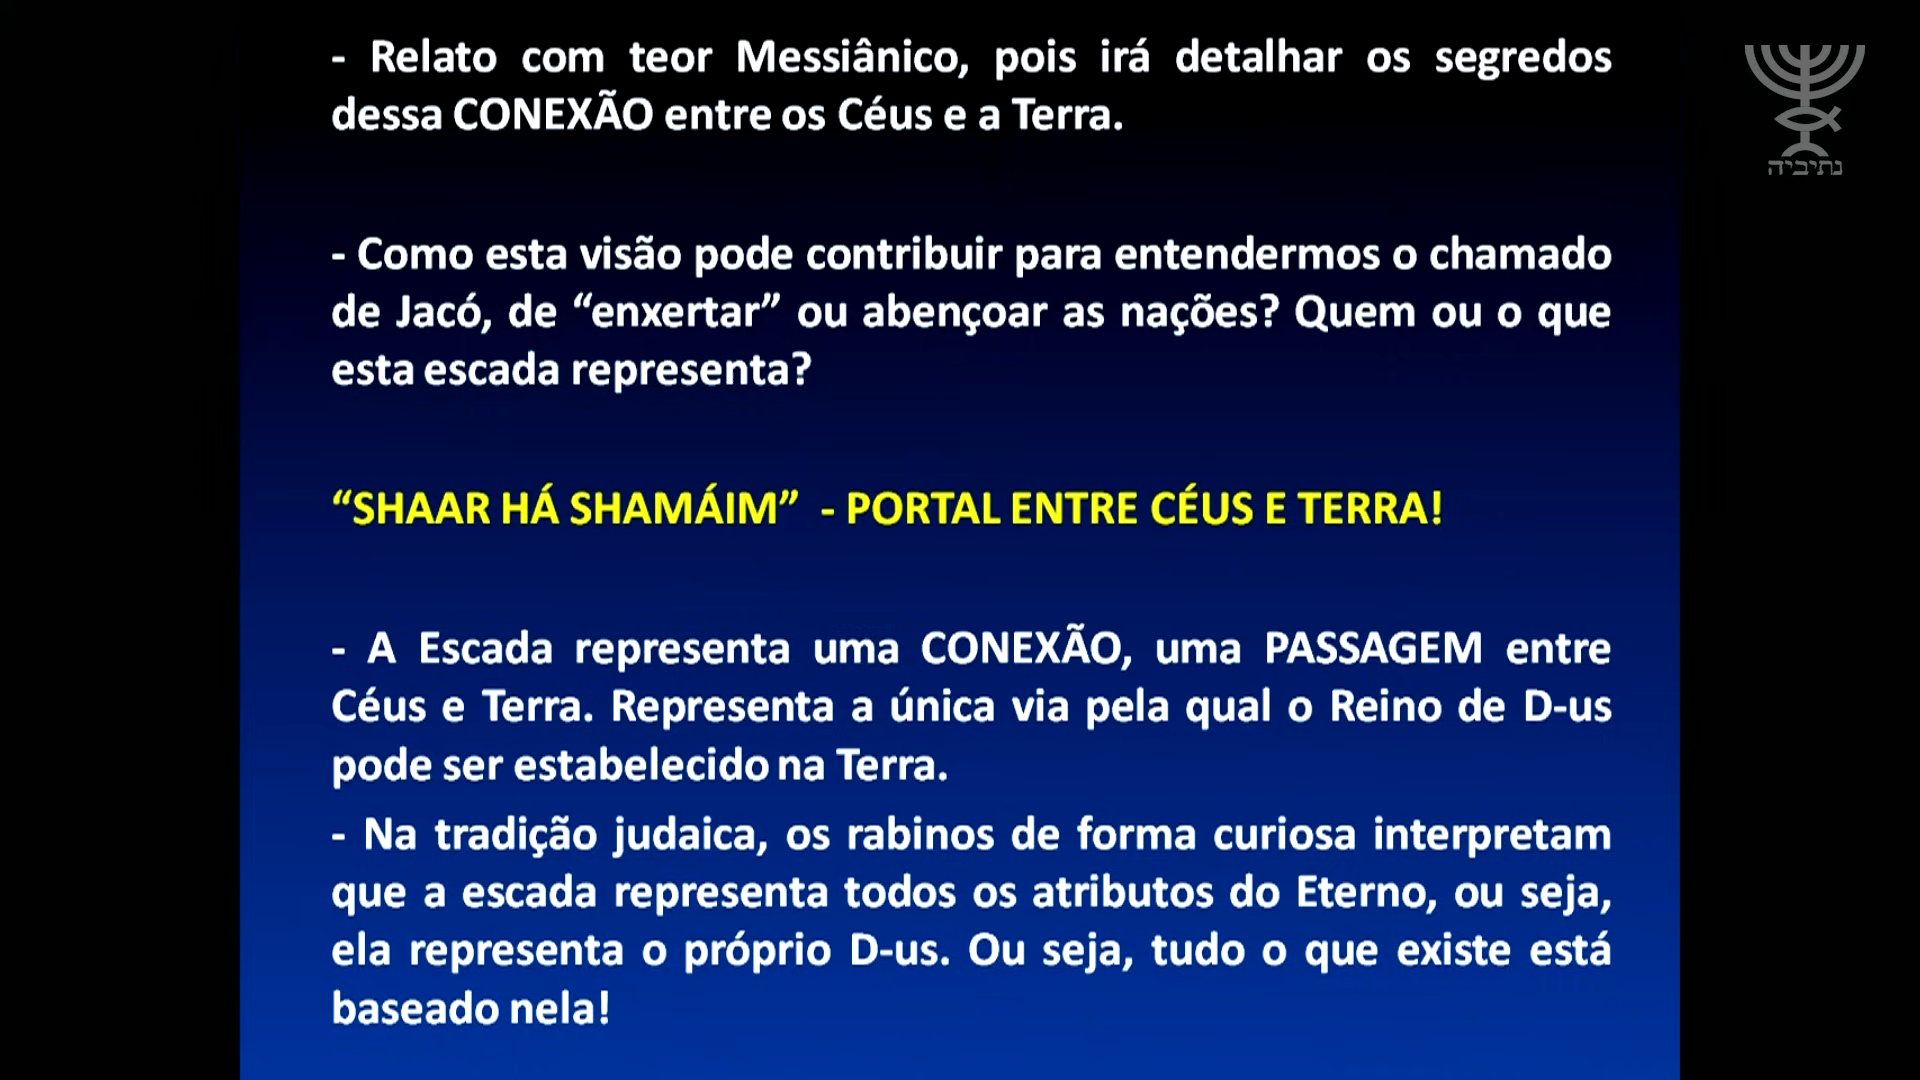 - Relato com teor Messiânico, pois irá detalhar os segredos
dessa CONEXÃO entre os Céus e a Terra.
נתיביה
- Como esta visão pode contribuir para entendermos o chamado
de Jacó, de “enxertar” ou abençoar as nações? Quem ou o que
esta escada representa?
“SHAAR HÁ SHAMÁIM” - PORTAL ENTRE CÉUS E TERRA!
- A Escada representa uma CONEXÃO, uma PASSAGEM entre
Céus e Terra. Representa a única via pela qual o Reino de D-us
pode ser estabelecido na Terra.
- Na tradição judaica, os rabinos de forma curiosa interpretam
que a escada representa todos os atributos do Eterno, ou seja,
ela representa o próprio D-us. Ou seja, tudo o que existe está
baseado nela!